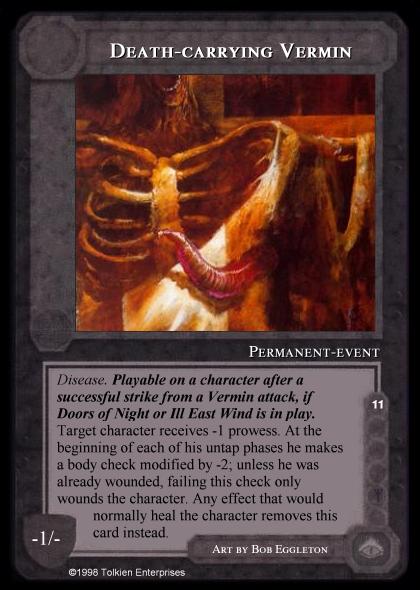 Death-carrying Vermin
Permanent-event
Disease. Playable on a character after a
successful strike from a Vermin attack, if
Doors of Night or Ill East Wind is in play.
11
Target character receives -1 prowess. At the
beginning of each of his untap phases he makes
a body check modified by -2; unless he was
already wounded, failing this check only
wounds the character. Any effect that would
normally heal the character removes this
card instead.
-1/-
Art by Bob Eggleton
©1998 Tolkien Enterprises